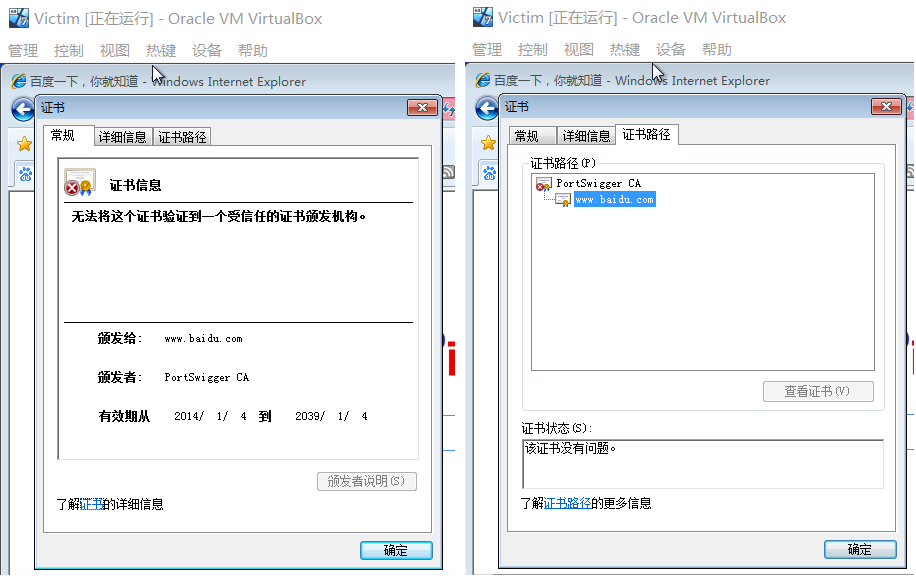 Victim [正在运行] - Oracle VM VirtualBox
管理 控制 视图 热键 设备 帮助
百度一下，你就知道 - Windows Internet Explorer
证书
常规 详细信息 证书路径
证书信息
无法将这个证书验证到一个受信任的证书颁发机构。
颁发给： www.baidu.com
颁发者： PortSwigger CA
有效期从 2014/ 1/ 4 到 2039/ 1/ 4
颁发者说明(S)
了解证书的详细信息
确定
Victim [正在运行] - Oracle VM VirtualBox
管理 控制 视图 热键 设备 帮助
百度一下，你就知道 - Windows Internet Explorer
证书
常规 详细信息 证书路径
证书路径(P)
PortSwigger CA
www.baidu.com
查看证书(V)
证书状态(S)：
该证书没有问题。
了解证书路径的更多信息
确定